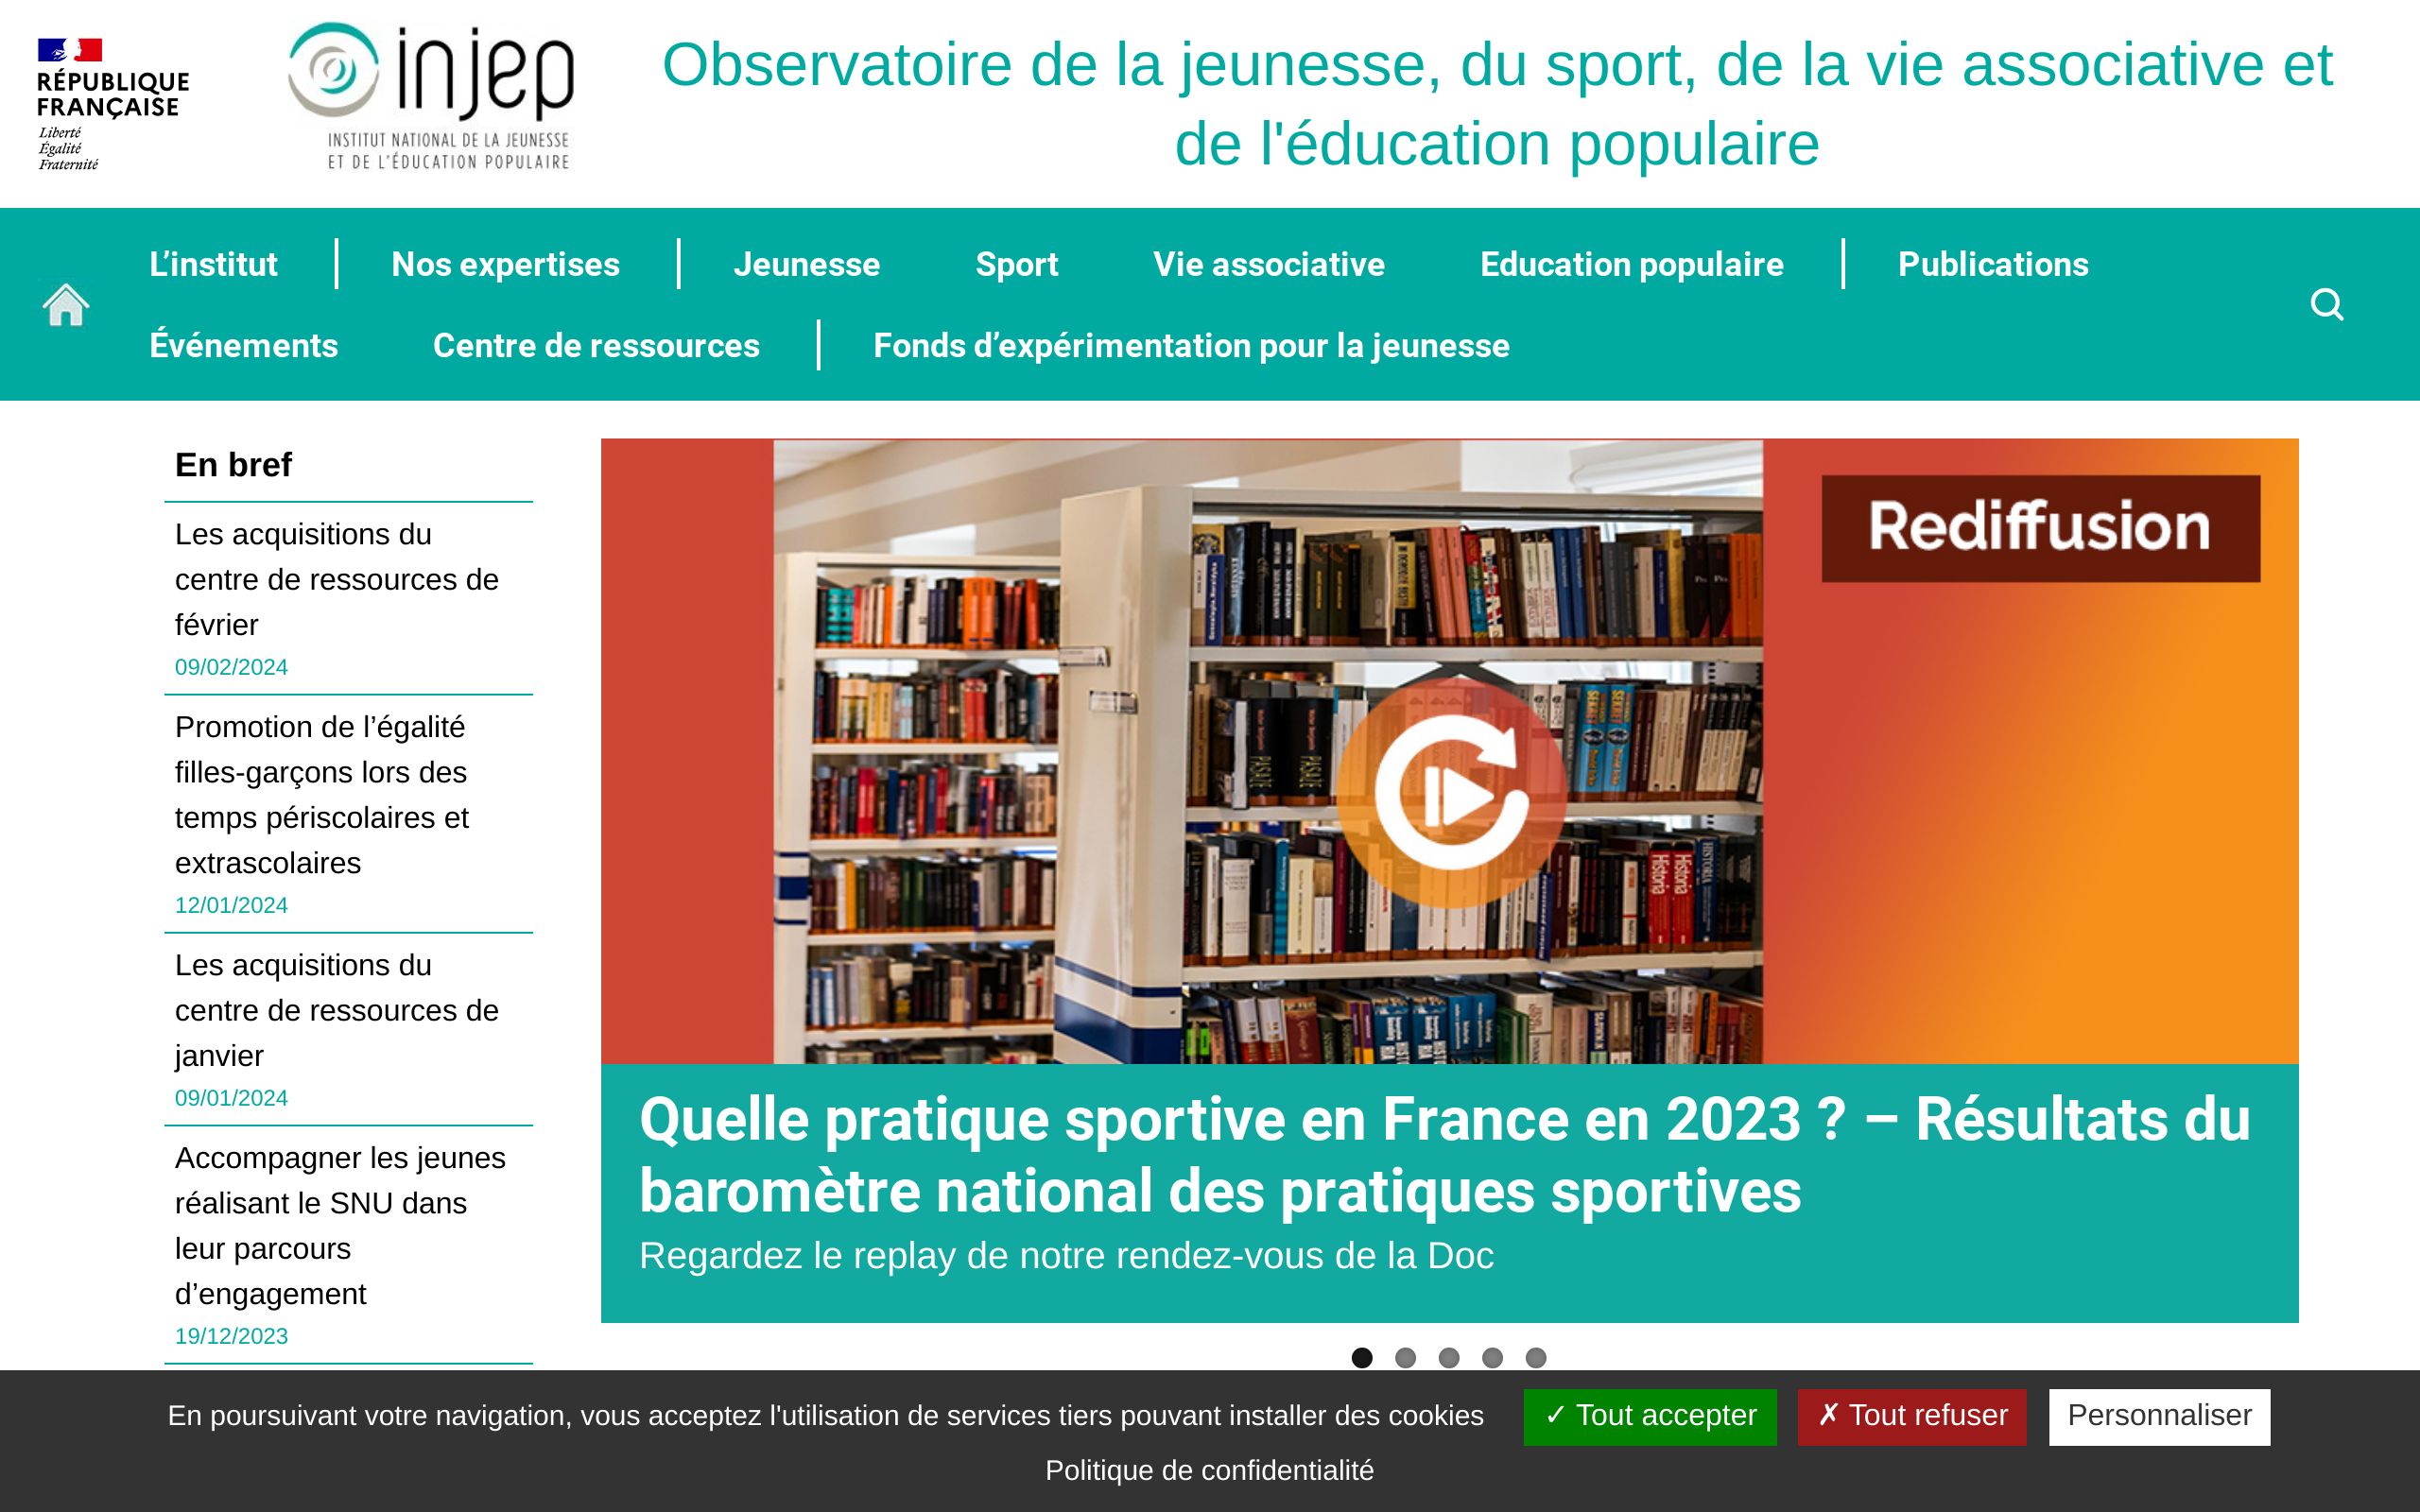 RÉPUBLIQUE
FRANÇAISE
Liberté
Égalité
Fraternité
injep
INSTITUT NATIONAL DE LA JEUNESSE
ET DE L'ÉDUCATION POPULAIRE
Observatoire de la jeunesse, du sport, de la vie associative et
de l'éducation populaire
L’institut
Nos expertises
Jeunesse
Sport
Vie associative
Education populaire
Publications
Événements
Centre de ressources
Fonds d’expérimentation pour la jeunesse
En bref
Les acquisitions du
centre de ressources de
février
09/02/2024
Promotion de l’égalité
filles-garçons lors des
temps périscolaires et
extrascolaires
12/01/2024
Les acquisitions du
centre de ressources de
janvier
09/01/2024
Accompagner les jeunes
réalisant le SNU dans
leur parcours
d’engagement
19/12/2023
Rediffusion
Quelle pratique sportive en France en 2023 ? – Résultats du
baromètre national des pratiques sportives
Regardez le replay de notre rendez-vous de la Doc
En poursuivant votre navigation, vous acceptez l'utilisation de services tiers pouvant installer des cookies
✓ Tout accepter
✗ Tout refuser
Personnaliser
Politique de confidentialité